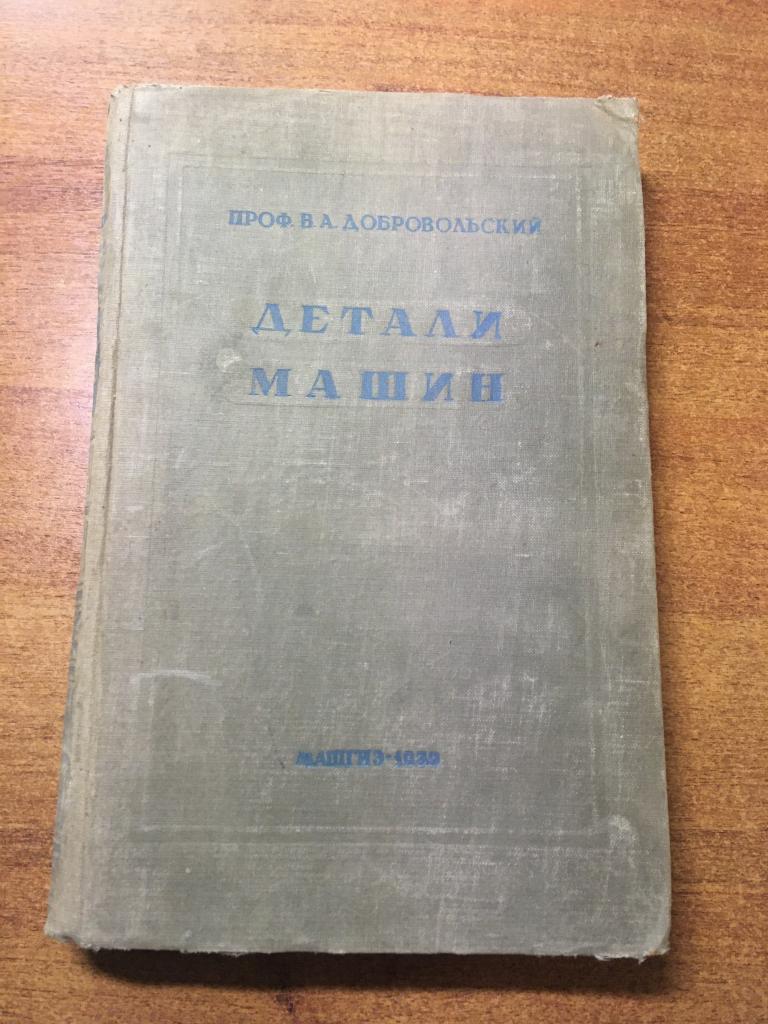 ПРОФ. В. А. ДОБРОВОЛЬСКИЙ
ДЕТАЛИ
МАШИН
МАШГИЗ·1939